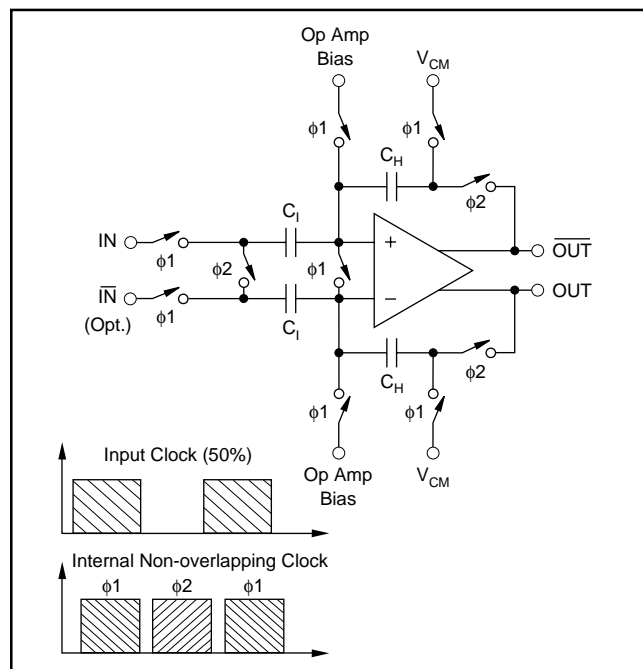 Op Amp
Bias
V_CM
ϕ1
ϕ1
C_H
ϕ2
C_I
IN
ϕ1
ϕ2
ϕ1
+
OUT̅
IN̅
(Opt.)
ϕ1
C_I
−
OUT
C_H
ϕ2
ϕ1
ϕ1
Op Amp
Bias
V_CM
Input Clock (50%)
Internal Non-overlapping Clock
ϕ1 ϕ2 ϕ1